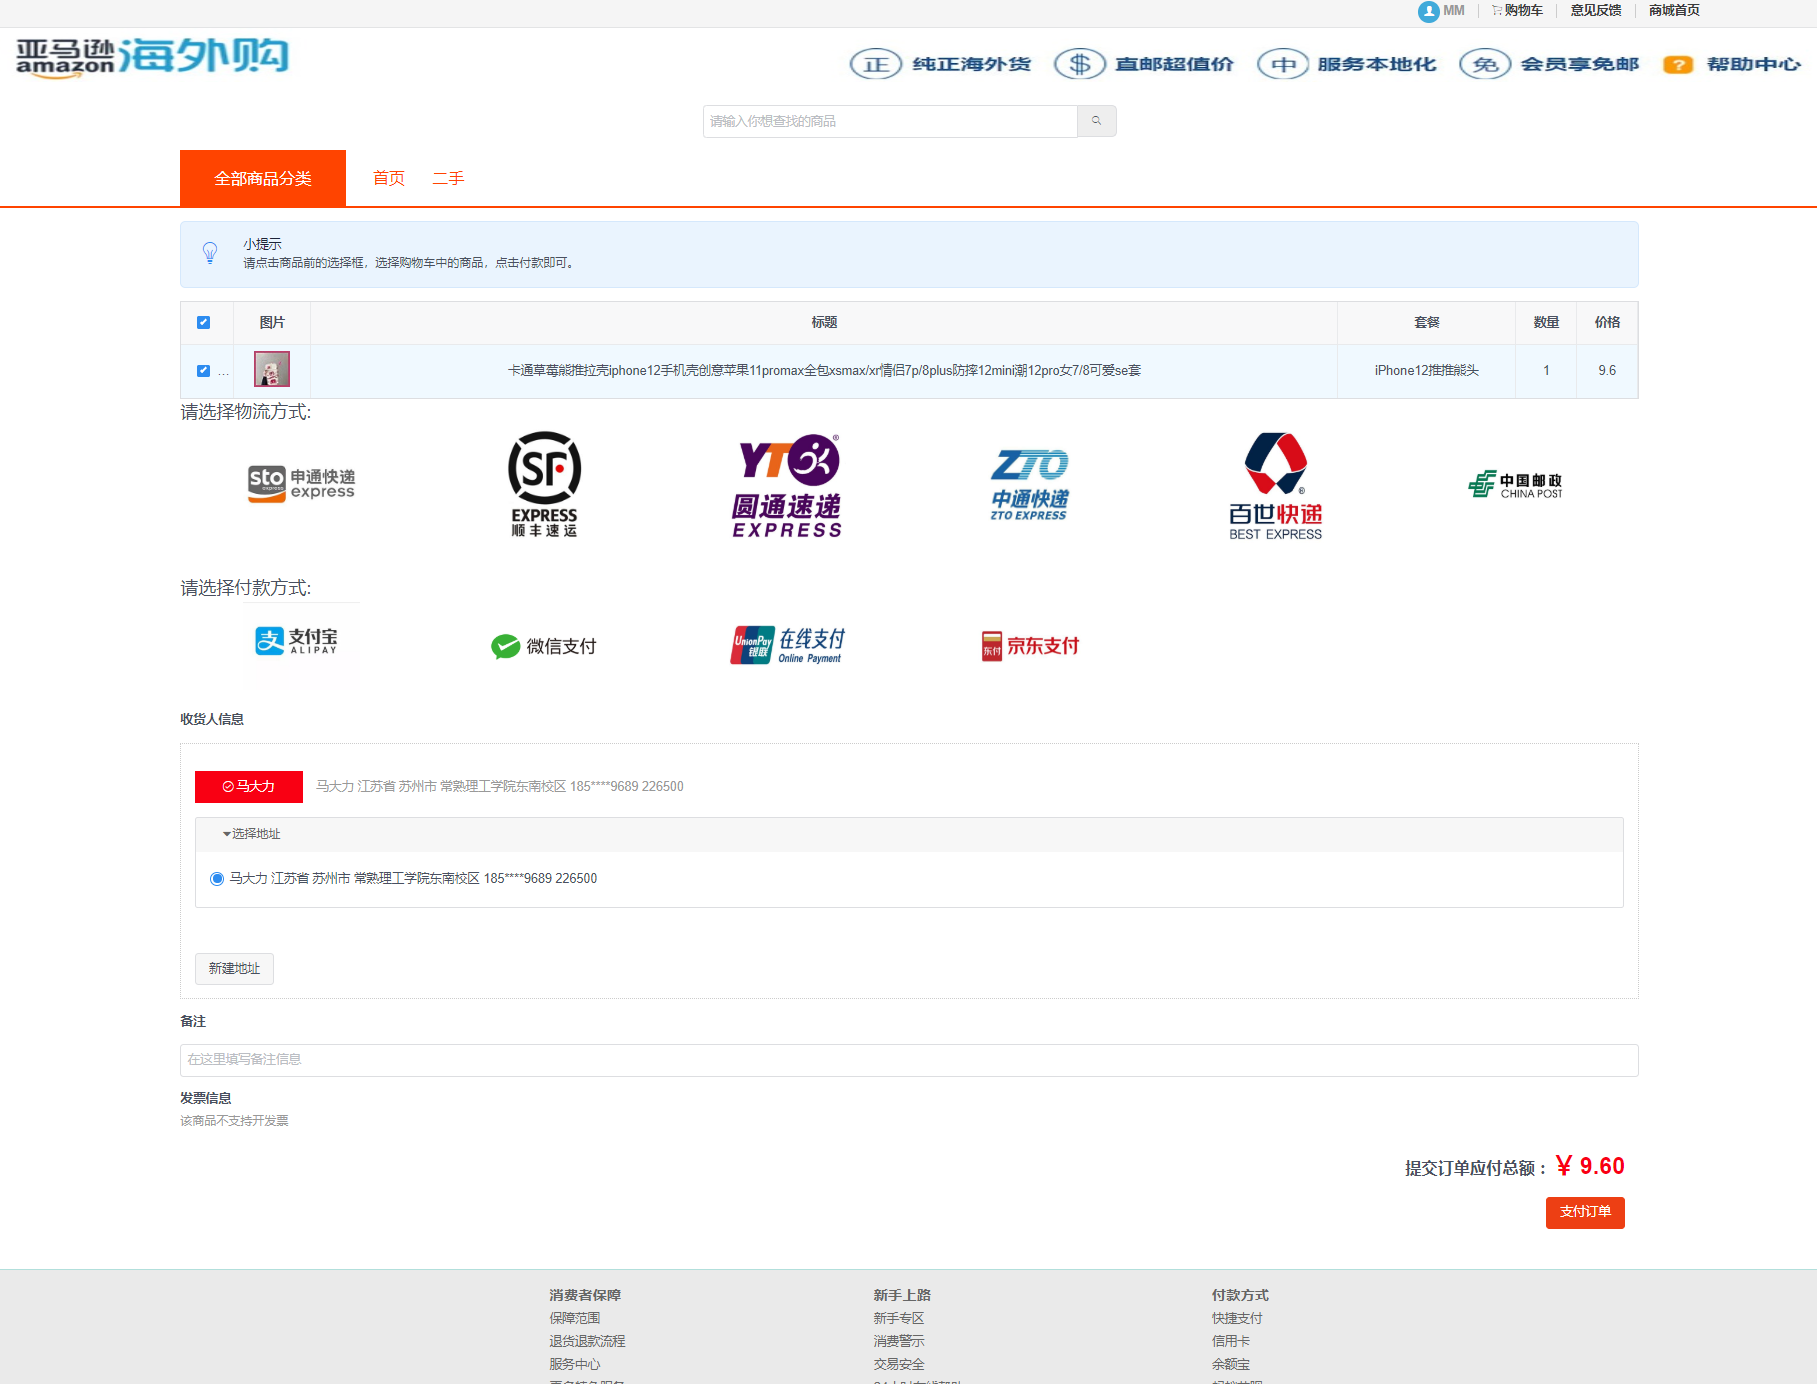 MM 购物车 意见反馈 商城首页
亚马逊 海外购
amazon
正 纯正海外货 $ 直邮超值价 中 服务本地化 免 会员享免邮 ? 帮助中心
请输入你想查找的商品
全部商品分类 首页 二手
小提示
请点击商品前的选择框，选择购物车中的商品，点击付款即可。
图片 标题 套餐 数量 价格
... 卡通草莓熊推拉壳iphone12手机壳创意苹果11promax全包xsmax/xr情侣7p/8plus防摔12mini潮12pro女7/8可爱se套 iPhone12推推熊头 1 9.6
请选择物流方式:
sto express 申通快递 express
SF EXPRESS 顺丰速运
YTO 圆通速递 EXPRESS
ZTO 中通快递 ZTO EXPRESS
百世快递 BEST EXPRESS
中国邮政 CHINA POST
请选择付款方式:
支 支付宝 ALIPAY
微信支付
UnionPay 银联 在线支付 Online Payment
东付 京东支付
收货人信息
马大力 马大力 江苏省 苏州市 常熟理工学院东南校区 185****9689 226500
选择地址
马大力 江苏省 苏州市 常熟理工学院东南校区 185****9689 226500
新建地址
备注
在这里填写备注信息
发票信息
该商品不支持开发票
提交订单应付总额： ¥ 9.60
支付订单
消费者保障 新手上路 付款方式
保障范围 新手专区 快捷支付
退货退款流程 消费警示 信用卡
服务中心 交易安全 余额宝